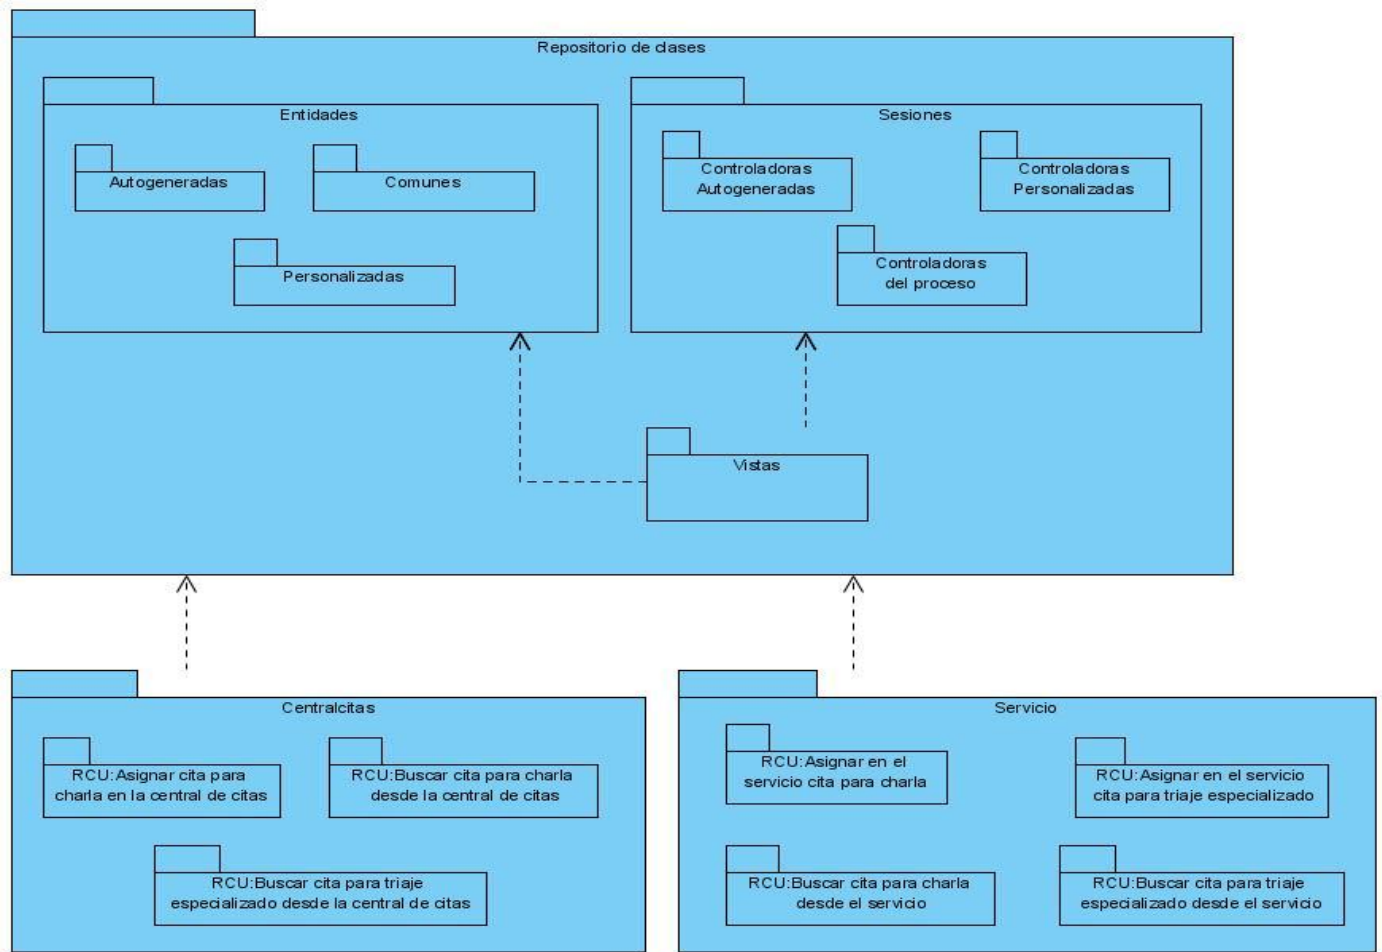 Repositorio de clases
Entidades
Autogeneradas
Comunes
Personalizadas
Sesiones
Controladoras
Autogeneradas
Controladoras
Personalizadas
Controladoras
del proceso
Vistas
Centralcitas
RCU:Asignar cita para
charla en la central de citas
RCU:Buscar cita para charla
desde la central de citas
RCU:Buscar cita para triaje
especializado desde la central de citas
Servicio
RCU:Asignar en el
servicio cita para charla
RCU:Asignar en el servicio
cita para triaje especializado
RCU:Buscar cita para charla
desde el servicio
RCU:Buscar cita para triaje
especializado desde el servicio